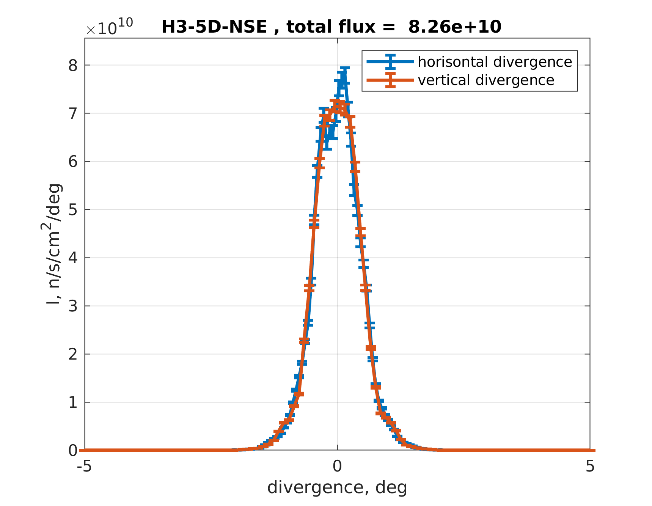 ×10^10
H3-5D-NSE , total flux = 8.26e+10
horisontal divergence
vertical divergence
8
7
6
5
4
3
2
1
0
I, n/s/cm^2/deg
-5
0
5
divergence, deg